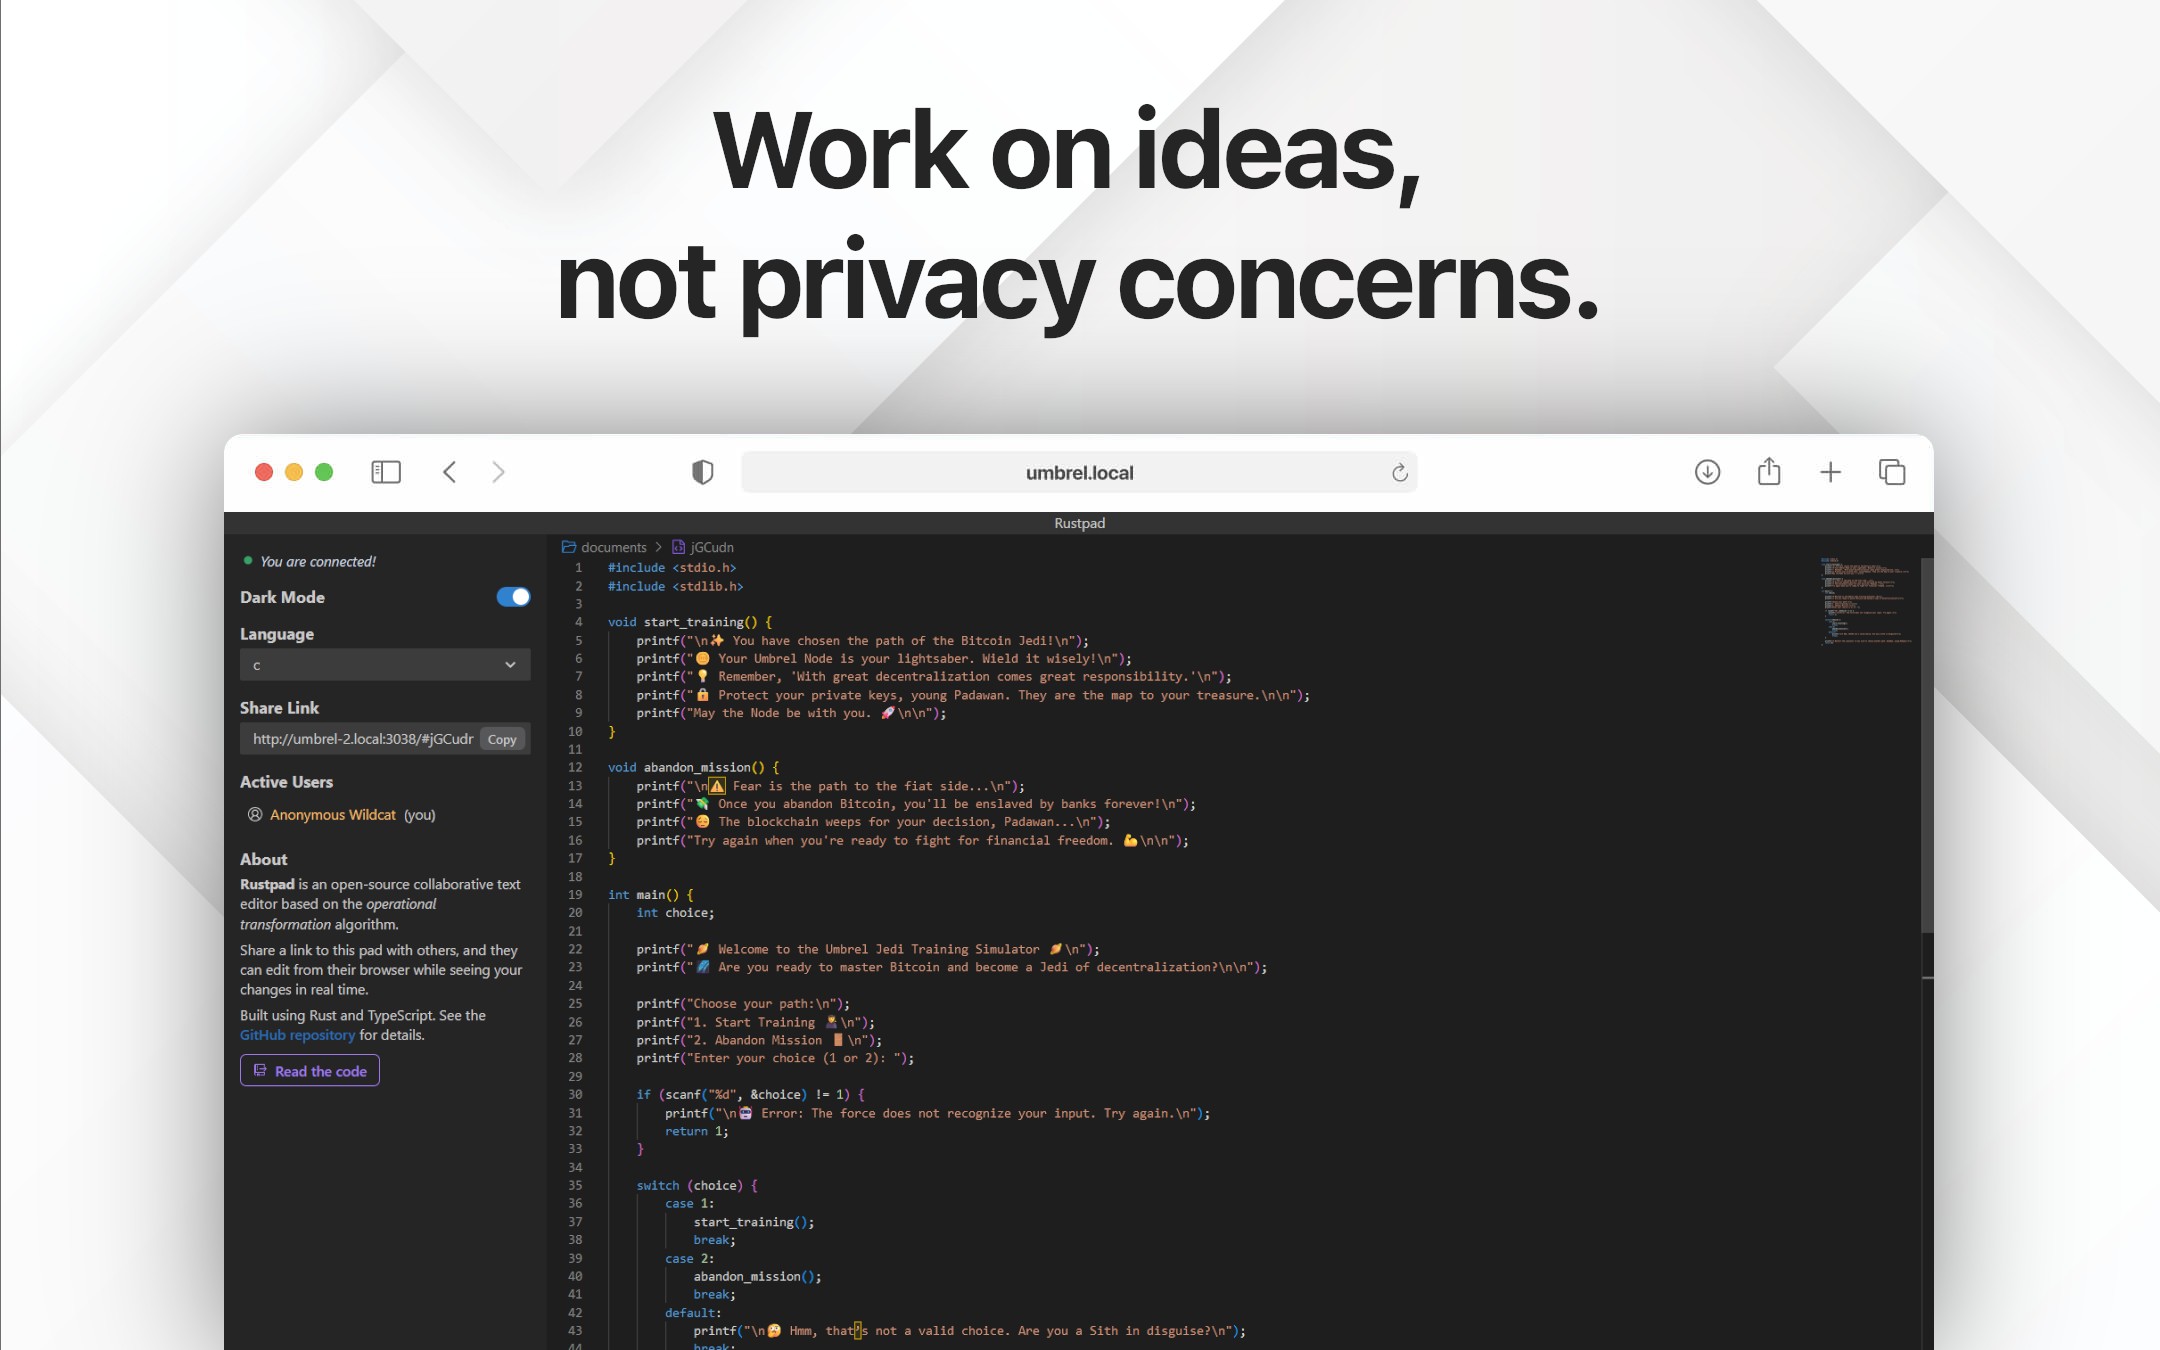 Work on ideas,
not privacy concerns.
umbrel.local
Rustpad
You are connected!
Dark Mode
Language
c
Share Link
http://umbrel-2.local:3038/#jGCudr
Copy
Active Users
Anonymous Wildcat (you)
About
Rustpad is an open-source collaborative text
editor based on the operational
transformation algorithm.
Share a link to this pad with others, and they
can edit from their browser while seeing your
changes in real time.
Built using Rust and TypeScript. See the
GitHub repository for details.
Read the code
documents > jGCudn
1 #include <stdio.h>
2 #include <stdlib.h>
3
4 void start_training() {
5 printf("\n✨ You have chosen the path of the Bitcoin Jedi!\n");
6 printf("🪙 Your Umbrel Node is your lightsaber. Wield it wisely!\n");
7 printf("💡 Remember, 'With great decentralization comes great responsibility.'\n");
8 printf("🔒 Protect your private keys, young Padawan. They are the map to your treasure.\n\n");
9 printf("May the Node be with you. 🚀\n\n");
10 }
11
12 void abandon_mission() {
13 printf("\n⚠️ Fear is the path to the fiat side...\n");
14 printf("💸 Once you abandon Bitcoin, you'll be enslaved by banks forever!\n");
15 printf("😔 The blockchain weeps for your decision, Padawan...\n");
16 printf("Try again when you're ready to fight for financial freedom. 💪\n\n");
17 }
18
19 int main() {
20 int choice;
21
22 printf("🪐 Welcome to the Umbrel Jedi Training Simulator 🪐\n");
23 printf("🌌 Are you ready to master Bitcoin and become a Jedi of decentralization?\n\n");
24
25 printf("Choose your path:\n");
26 printf("1. Start Training \n");
27 printf("2. Abandon Mission 🚪\n");
28 printf("Enter your choice (1 or 2): ");
29
30 if (scanf("%d", &choice) != 1) {
31 printf("\n🤖 Error: The force does not recognize your input. Try again.\n");
32 return 1;
33 }
34
35 switch (choice) {
36 case 1:
37 start_training();
38 break;
39 case 2:
40 abandon_mission();
41 break;
42 default:
43 printf("\n🤔 Hmm, that’s not a valid choice. Are you a Sith in disguise?\n");
44 break;